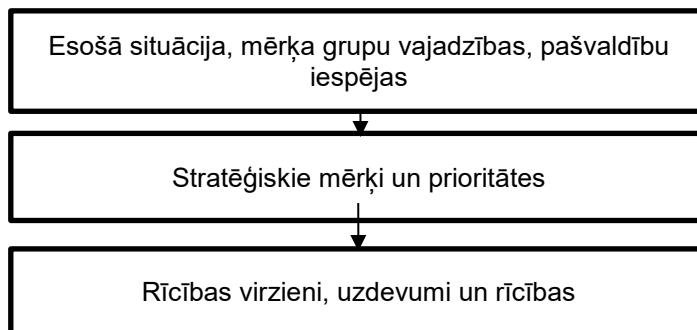 Esošā situācija, mērķa grupu vajadzības, pašvaldību
iespējas
Stratēģiskie mērķi un prioritātes
Rīcības virzieni, uzdevumi un rīcības